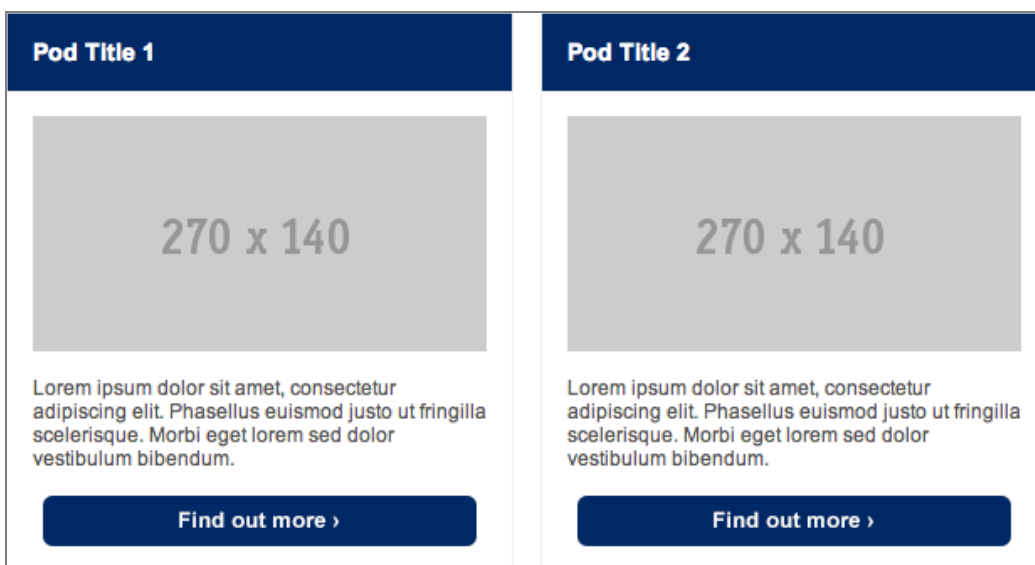 Pod Title 1
270 x 140
Lorem ipsum dolor sit amet, consectetur
adipiscing elit. Phasellus euismod justo ut fringilla
scelerisque. Morbi eget lorem sed dolor
vestibulum bibendum.
Find out more ›
Pod Title 2
270 x 140
Lorem ipsum dolor sit amet, consectetur
adipiscing elit. Phasellus euismod justo ut fringilla
scelerisque. Morbi eget lorem sed dolor
vestibulum bibendum.
Find out more ›